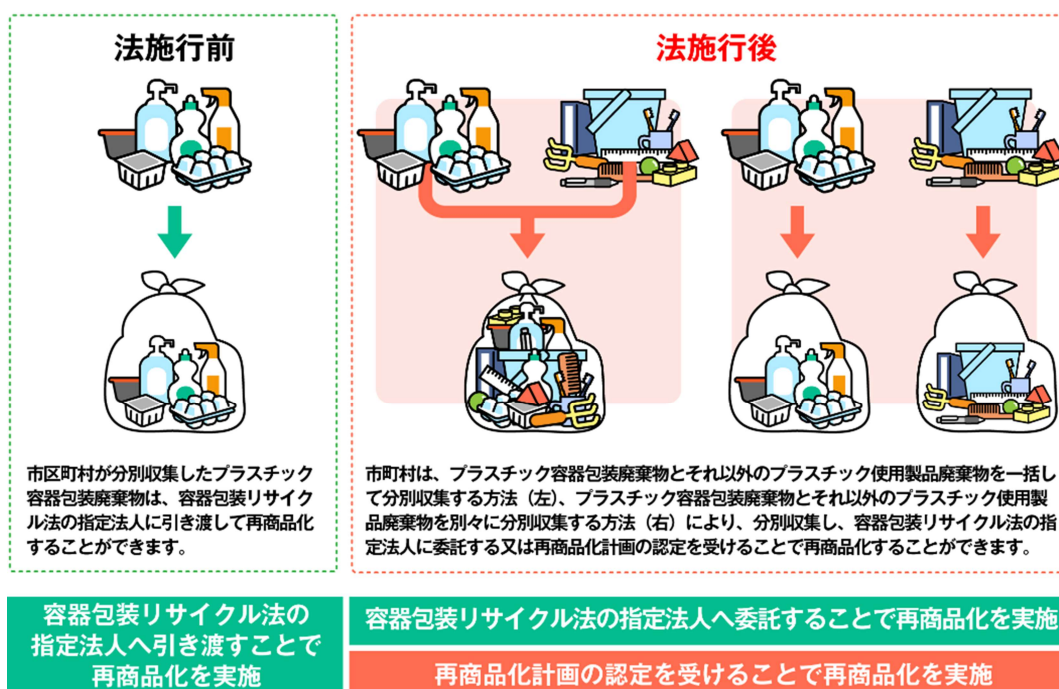 法施行前
市区町村が分別収集したプラスチック
容器包装廃棄物は、容器包装リサイク
ル法の指定法人に引き渡して再商品化
することができます。
容器包装リサイクル法の
指定法人へ引き渡すことで
再商品化を実施
法施行後
市町村は、プラスチック容器包装廃棄物とそれ以外のプラスチック使用製品廃棄物を一括し
て分別収集する方法（左）、プラスチック容器包装廃棄物とそれ以外のプラスチック使用製
品廃棄物を別々に分別収集する方法（右）により、分別収集し、容器包装リサイクル法の指
定法人に委託する又は再商品化計画の認定を受けることで再商品化することができます。
容器包装リサイクル法の指定法人へ委託することで再商品化を実施
再商品化計画の認定を受けることで再商品化を実施